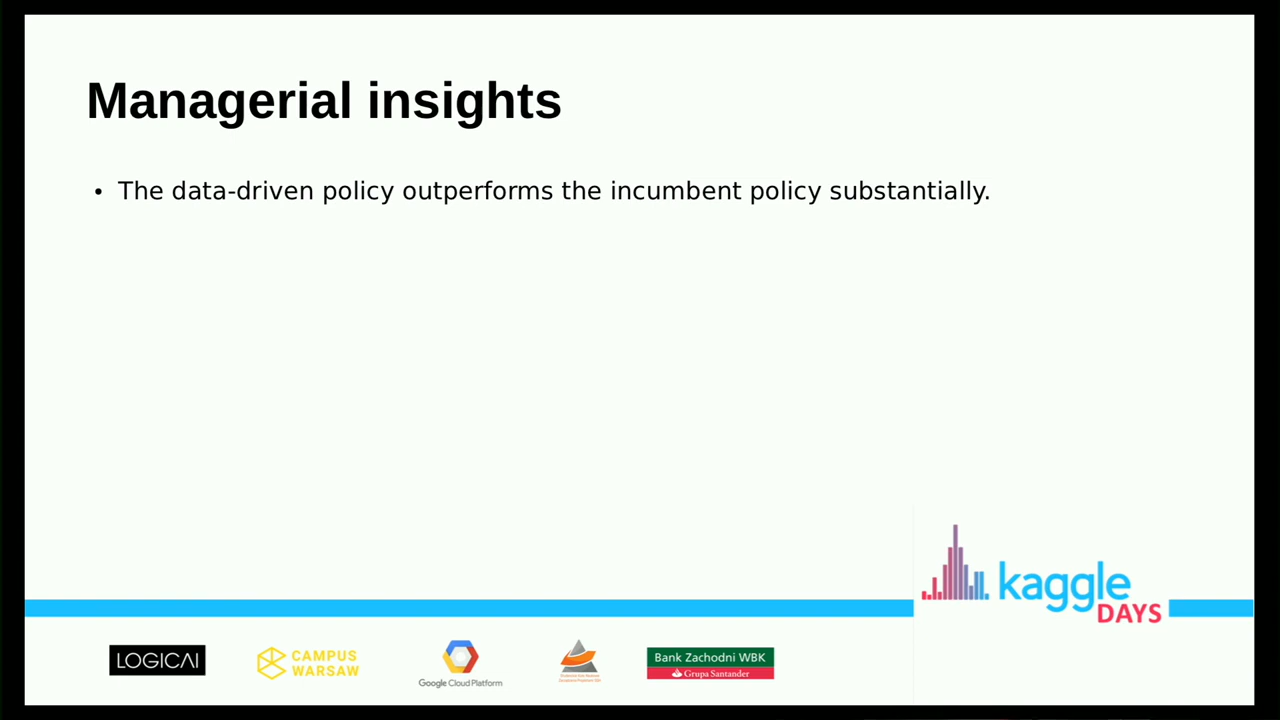 Managerial insights
• The data-driven policy outperforms the incumbent policy substantially.
kaggle
DAYS
LOGICAI
CAMPUS
WARSAW
Google Cloud Platform
Bank Zachodni WBK
Grupa Santander